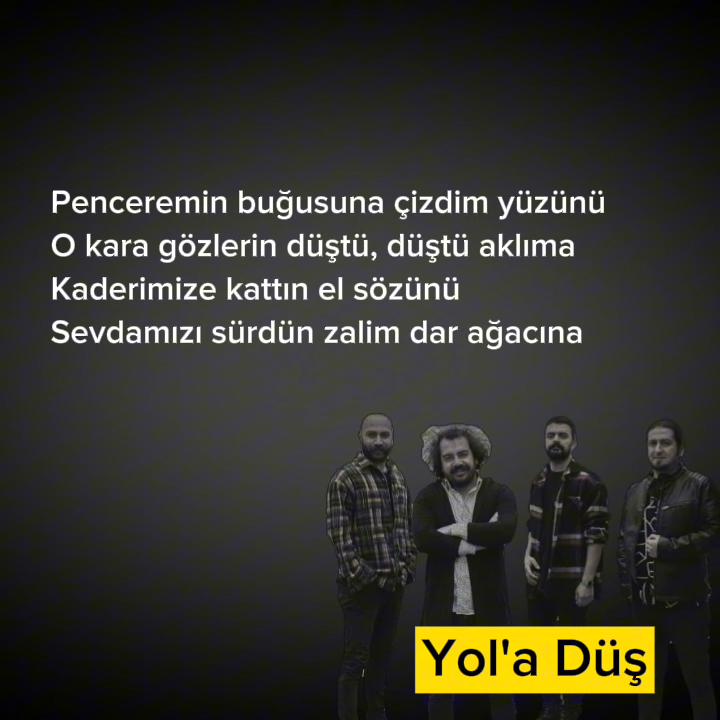 Penceremin buğusuna çizdim yüzünü
O kara gözlerin düştü, düştü aklıma
Kaderimize kattın el sözünü
Sevdamızı sürdün zalim dar ağacına
Yol'a Düş